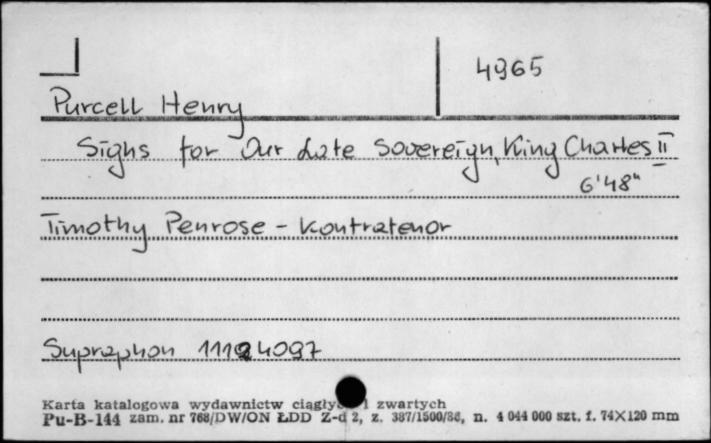 4965
Purcell Henry
Sighs for Our Late Sovereign, King Charles II
6'48"
Timothy Penrose - kontratenor
Supraphon 1119 4097
Karta katalogowa wydawnictw ciągłyc i zwartych
Pu-B-144 zam. nr 768/DW/ON ŁDD Z-d 2, z. 387/1500/86, n. 4 044 000 szt. f. 74X120 mm